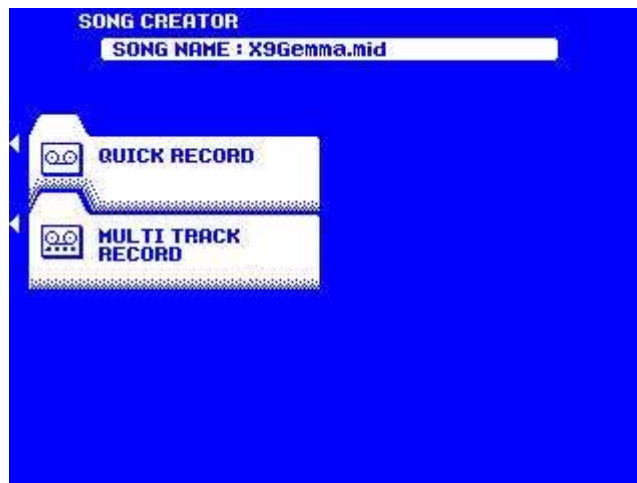 SONG CREATOR
SONG NAME : X9Gemma.mid
QUICK RECORD
MULTI TRACK
RECORD